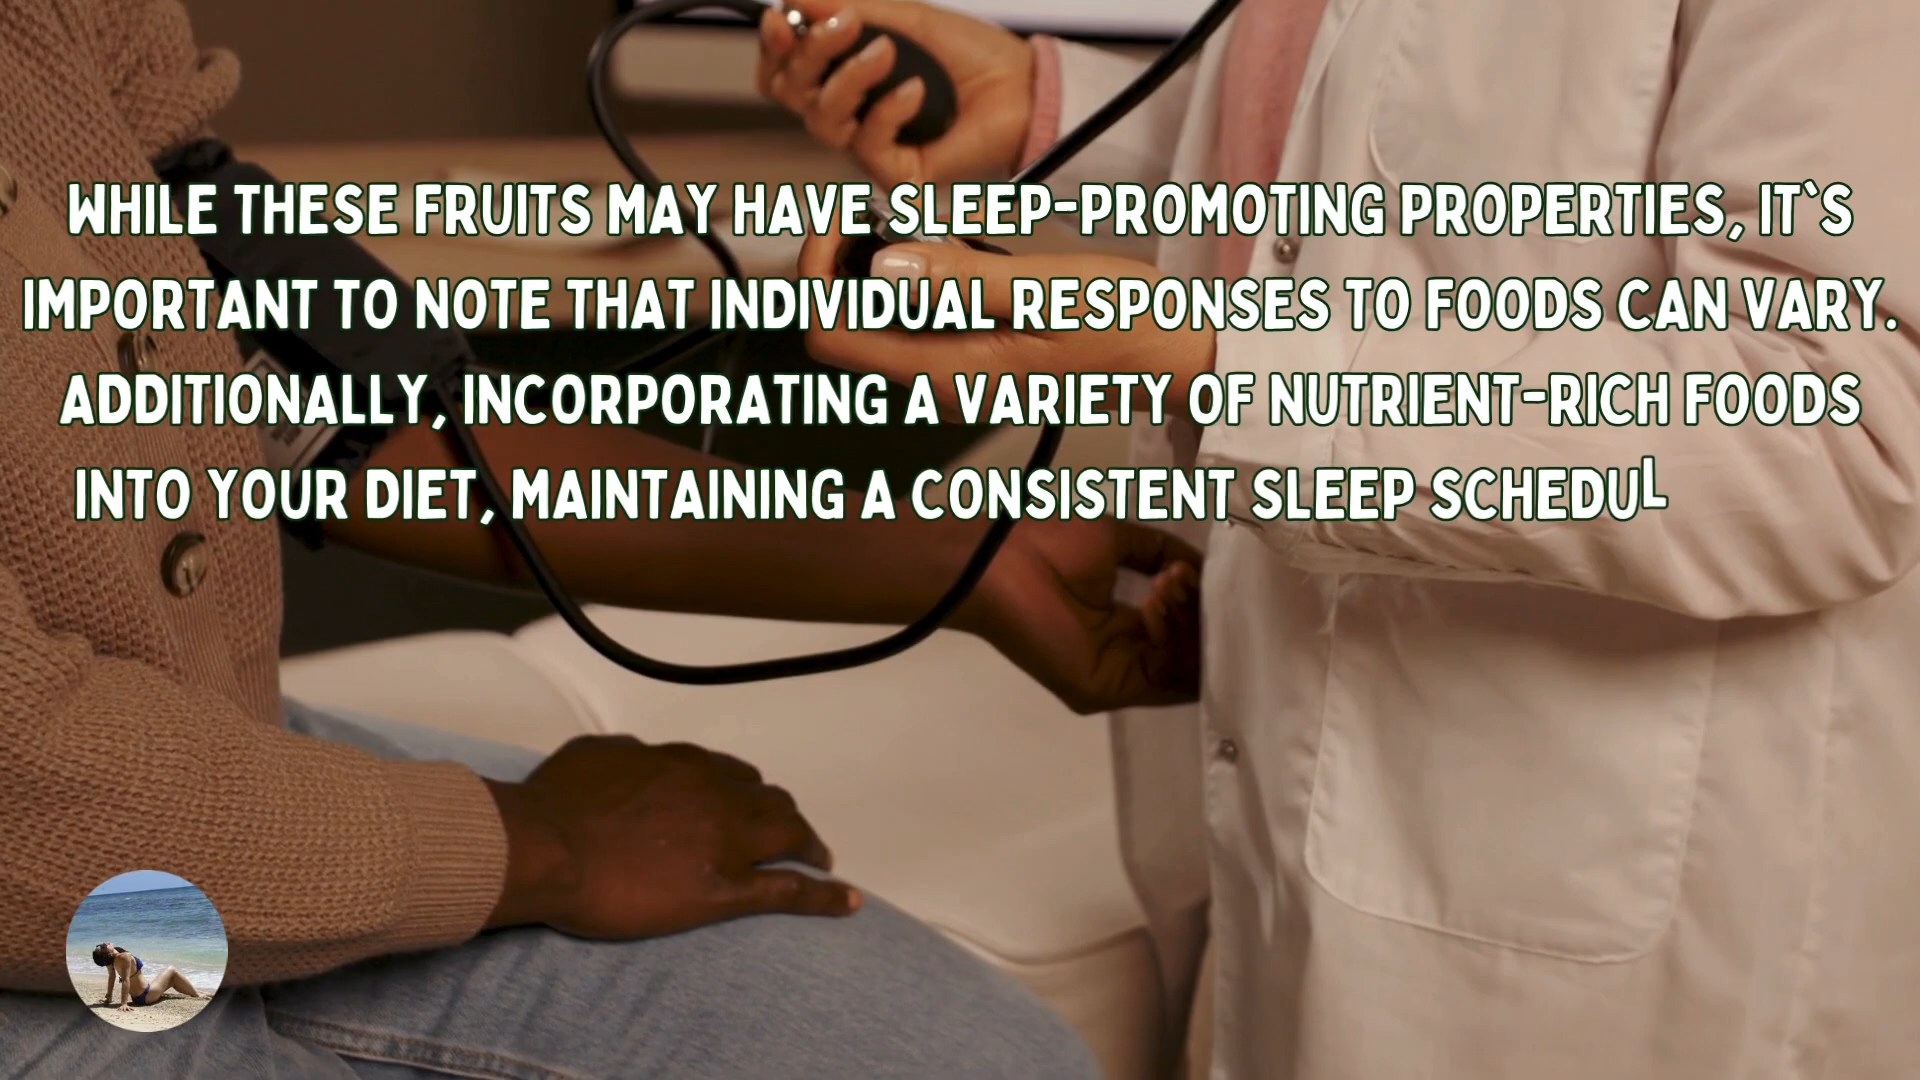 WHILE THESE FRUITS MAY HAVE SLEEP-PROMOTING PROPERTIES, IT`S
IMPORTANT TO NOTE THAT INDIVIDUAL RESPONSES TO FOODS CAN VARY.
ADDITIONALLY, INCORPORATING A VARIETY OF NUTRIENT-RICH FOODS
INTO YOUR DIET, MAINTAINING A CONSISTENT SLEEP SCHEDUL